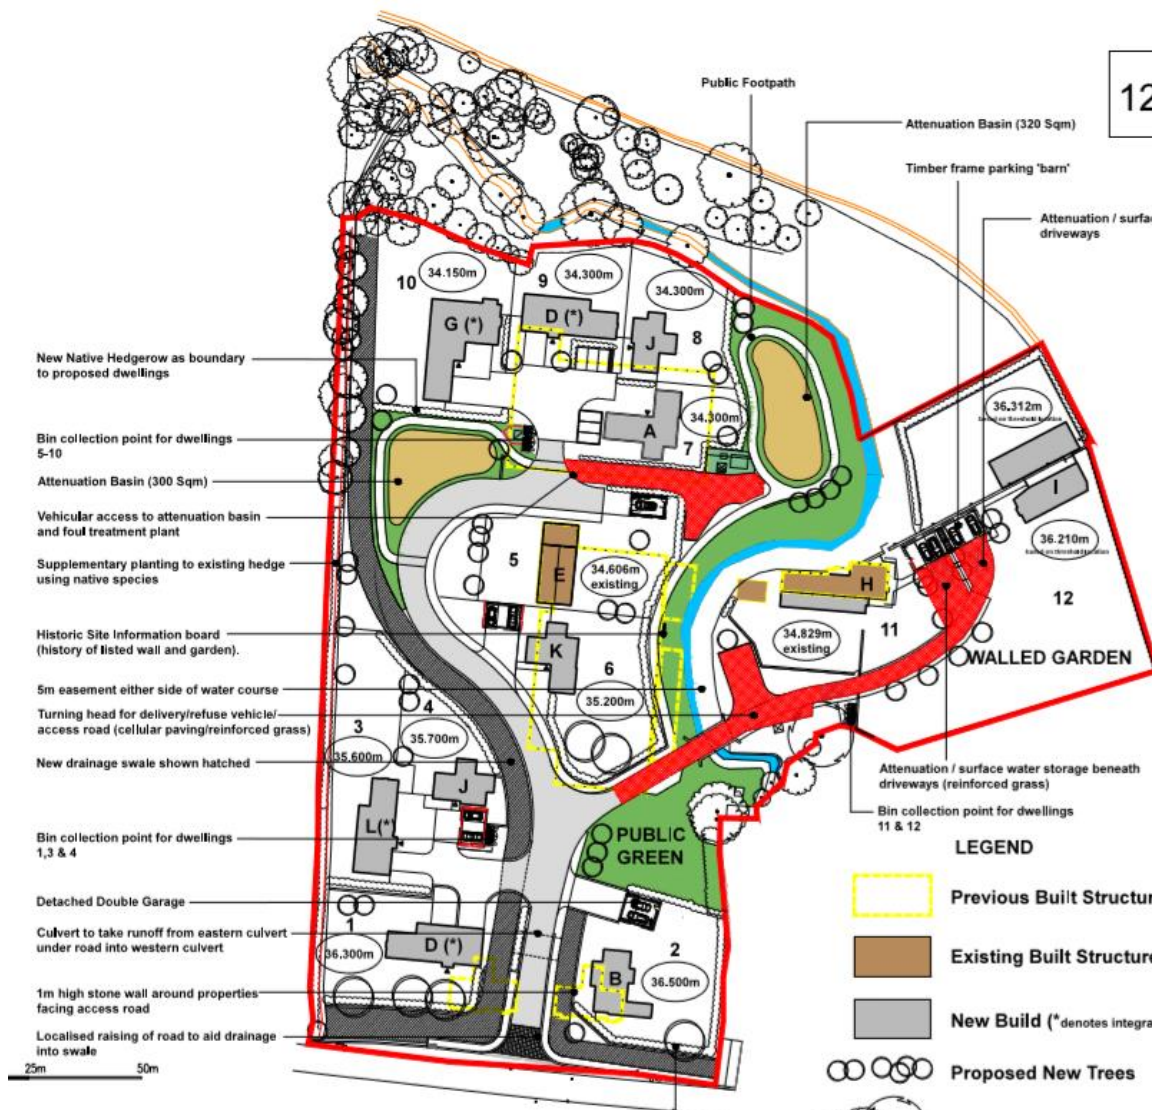 12
Public Footpath
Attenuation Basin (320 Sqm)
Timber frame parking 'barn'
Attenuation / surfa
driveways
10
34.150m
9
34.300m
34.300m
G (*)
D (*)
J
8
New Native Hedgerow as boundary
to proposed dwellings
36.312m
34.300m
A
7
Bin collection point for dwellings
5-10
Attenuation Basin (300 Sqm)
I
Vehicular access to attenuation basin
and foul treatment plant
36.210m
5
E
34.606m
existing
H
Supplementary planting to existing hedge
using native species
12
11
34.829m
existing
Historic Site Information board
(history of listed wall and garden).
K
6
WALLED GARDEN
5m easement either side of water course
35.200m
Turning head for delivery/refuse vehicle/
access road (cellular paving/reinforced grass)
4
3
35.700m
35.600m
New drainage swale shown hatched
Attenuation / surface water storage beneath
driveways (reinforced grass)
J
L(*)
Bin collection point for dwellings
11 & 12
Bin collection point for dwellings
1,3 & 4
PUBLIC
GREEN
LEGEND
Previous Built Structur
Detached Double Garage
1
Culvert to take runoff from eastern culvert
under road into western culvert
D (*)
36.300m
2
Existing Built Structure
B
36.500m
1m high stone wall around properties
facing access road
New Build (*denotes integra
Localised raising of road to aid drainage
into swale
25m
50m
Proposed New Trees